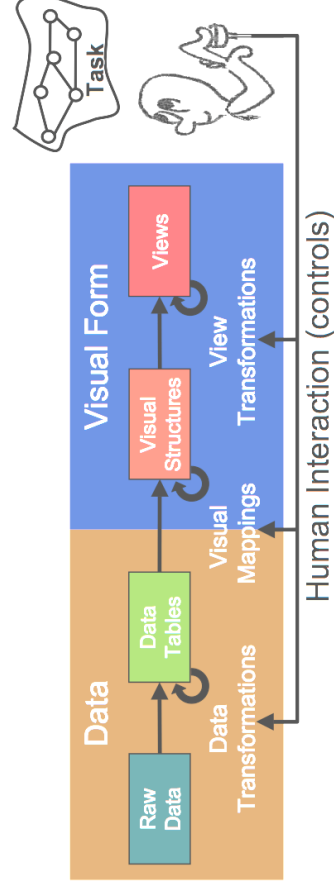 Data
Visual Form
Task
Raw
Data
Data
Tables
Visual
Structures
Views
Data
Transformations
Visual
Mappings
View
Transformations
Human Interaction (controls)